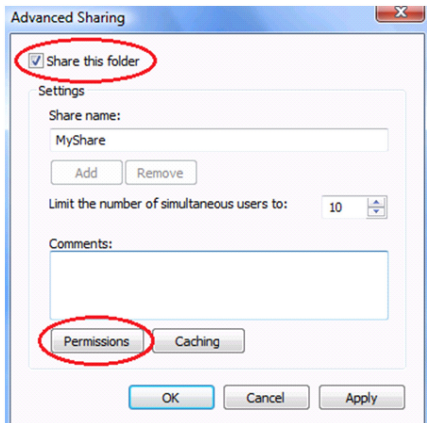 Advanced Sharing
Share this folder
Settings
Share name:
MyShare
Add Remove
Limit the number of simultaneous users to: 10
Comments:
Permissions Caching
OK Cancel Apply